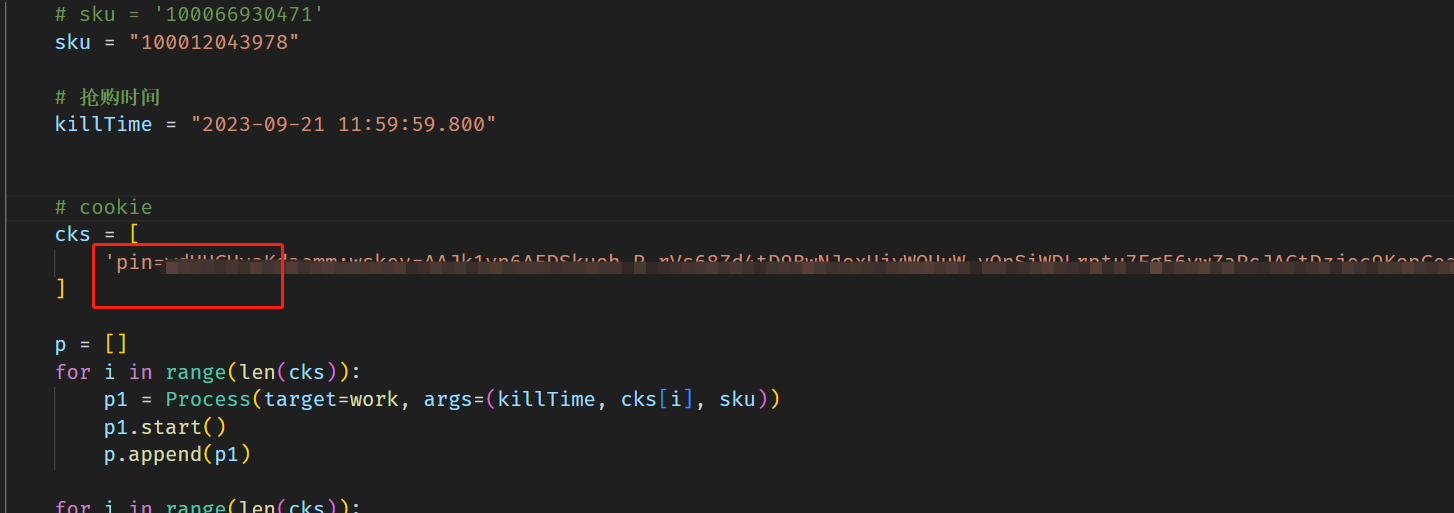 # sku = '100066930471'
sku = "100012043978"
# 抢购时间
killTime = "2023-09-21 11:59:59.800"
# cookie
cks = [
'pin=
]
p = []
for i in range(len(cks)):
p1 = Process(target=work, args=(killTime, cks[i], sku))
p1.start()
p.append(p1)
for i in range(len(cks)):